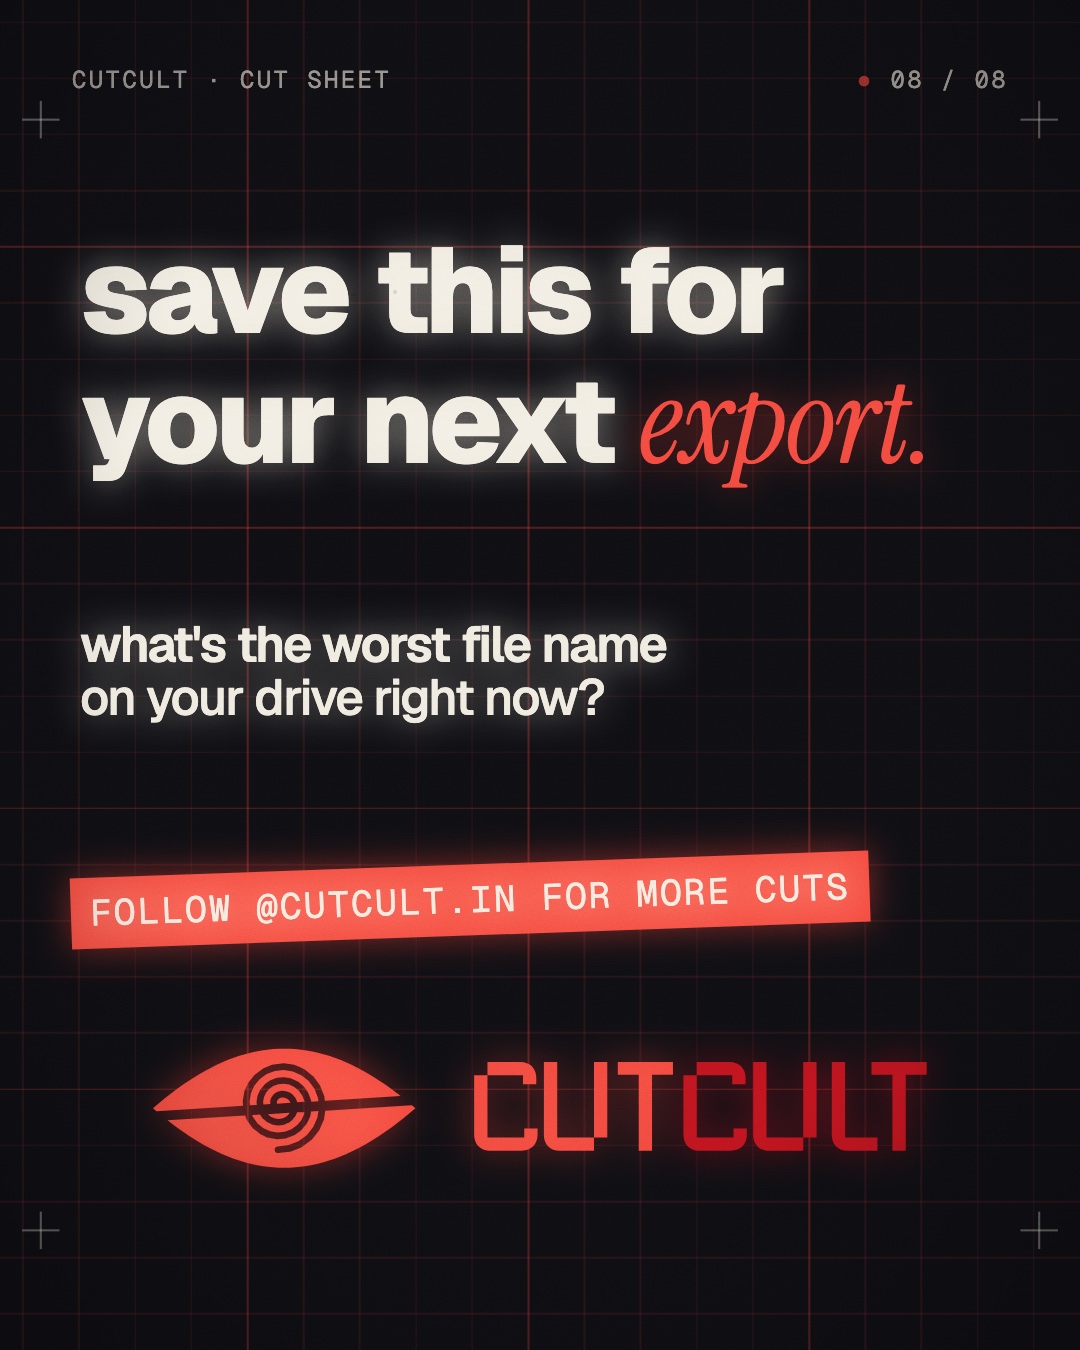 CUTCULT · CUT SHEET
08 / 08
save this for
your next export.
what's the worst file name
on your drive right now?
FOLLOW @CUTCULT.IN FOR MORE CUTS
CUTCULT